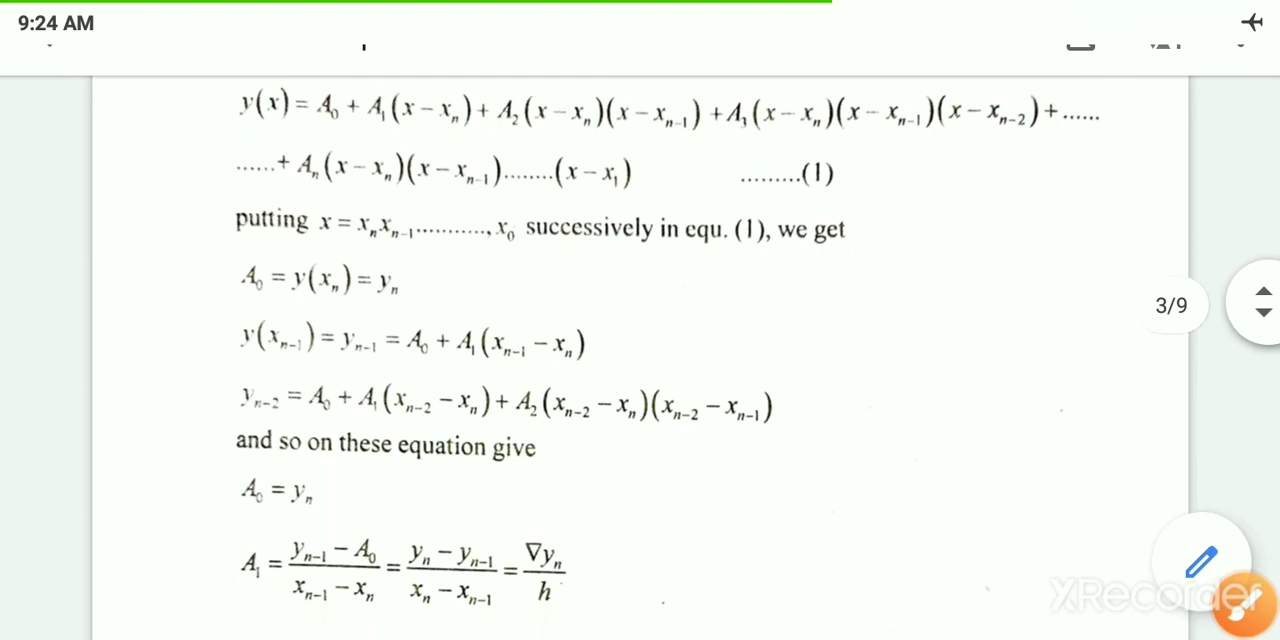 9:24 AM
y(x) = A₀ + A₁(x − xₙ) + A₂(x − xₙ)(x − xₙ₋₁) + A₃(x − xₙ)(x − xₙ₋₁)(x − xₙ₋₂) + ......
...... + Aₙ(x − xₙ)(x − xₙ₋₁)........(x − x₁) .........(1)
putting x = xₙxₙ₋₁............, x₀ successively in equ. (1), we get
A₀ = y(xₙ) = yₙ
y(xₙ₋₁) = yₙ₋₁ = A₀ + A₁(xₙ₋₁ − xₙ)
3/9
yₙ₋₂ = A₀ + A₁(xₙ₋₂ − xₙ) + A₂(xₙ₋₂ − xₙ)(xₙ₋₂ − xₙ₋₁)
and so on these equation give
A₀ = yₙ
A₁ = (yₙ₋₁ − A₀)/(xₙ₋₁ − xₙ) = (yₙ − yₙ₋₁)/(xₙ − xₙ₋₁) = ∇yₙ/h
XRecorder